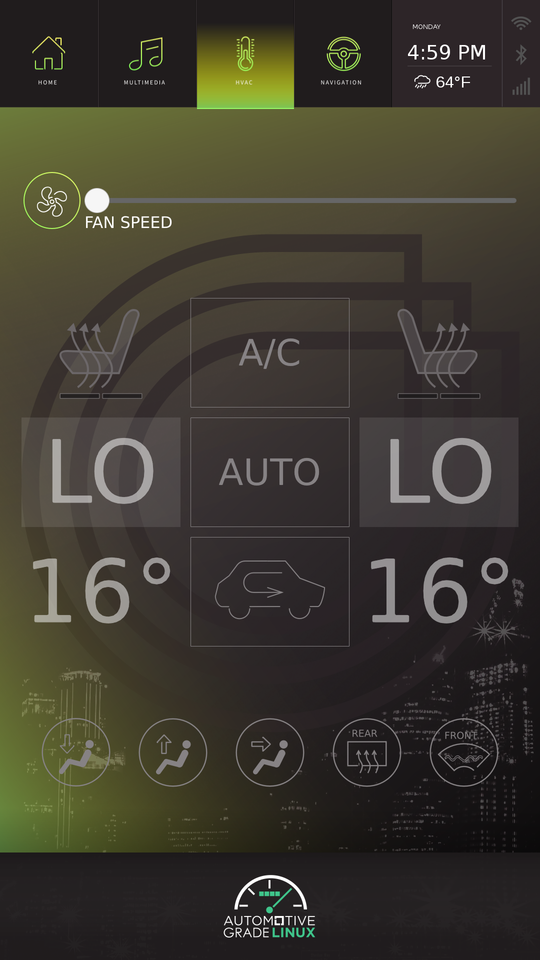 HOME
MULTIMEDIA
HVAC
NAVIGATION
MONDAY
4:59 PM
64°F
FAN SPEED
A/C
LO
AUTO
LO
16°
16°
REAR
FRONT
AUTOMOTIVE
GRADE LINUX